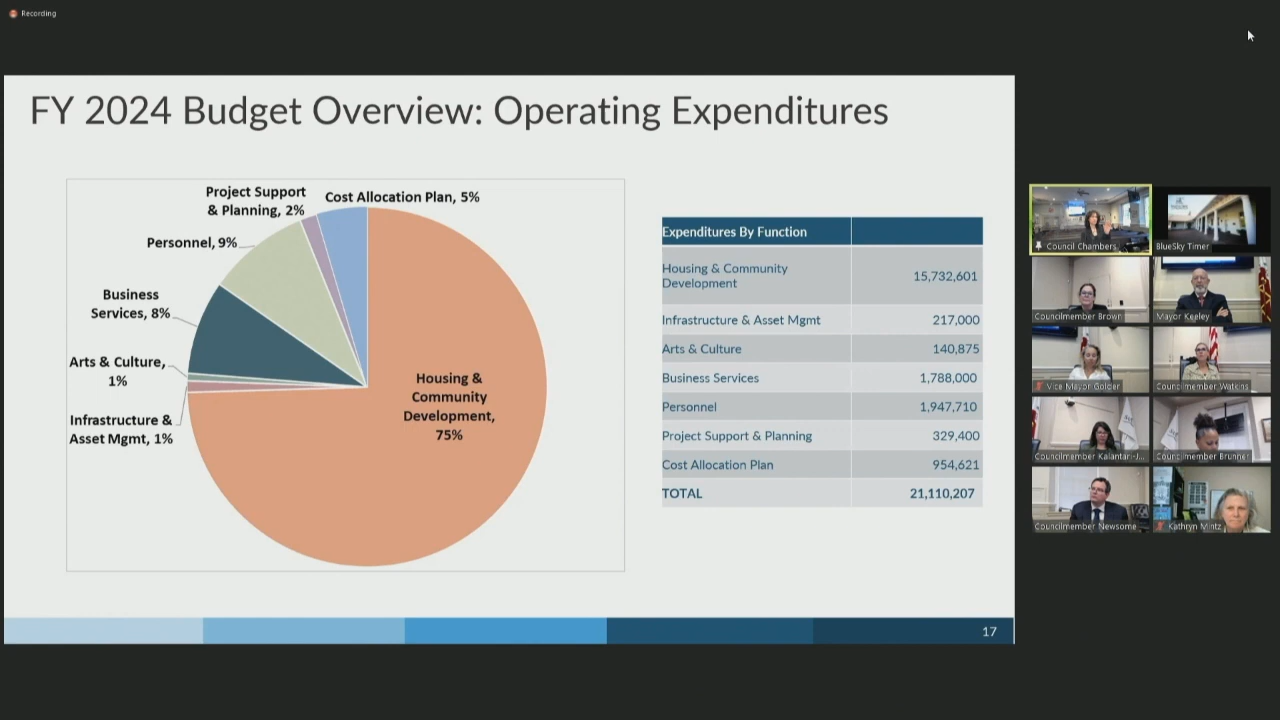 Recording
FY 2024 Budget Overview: Operating Expenditures
Project Support
& Planning, 2%
Cost Allocation Plan, 5%
Personnel, 9%
Business
Services, 8%
Arts & Culture,
1%
Infrastructure &
Asset Mgmt, 1%
Housing &
Community
Development,
75%
Expenditures By Function
Housing & Community
Development
15,732,601
Infrastructure & Asset Mgmt 217,000
Arts & Culture 140,875
Business Services 1,788,000
Personnel 1,947,710
Project Support & Planning 329,400
Cost Allocation Plan 954,621
TOTAL 21,110,207
17
Council Chambers
BlueSky Timer
Councilmember Brown
Mayor Keeley
Vice Mayor Golder
Councilmember Watkins
Councilmember Kalantari-J...
Councilmember Brunner
Councilmember Newsome
Kathryn Mintz